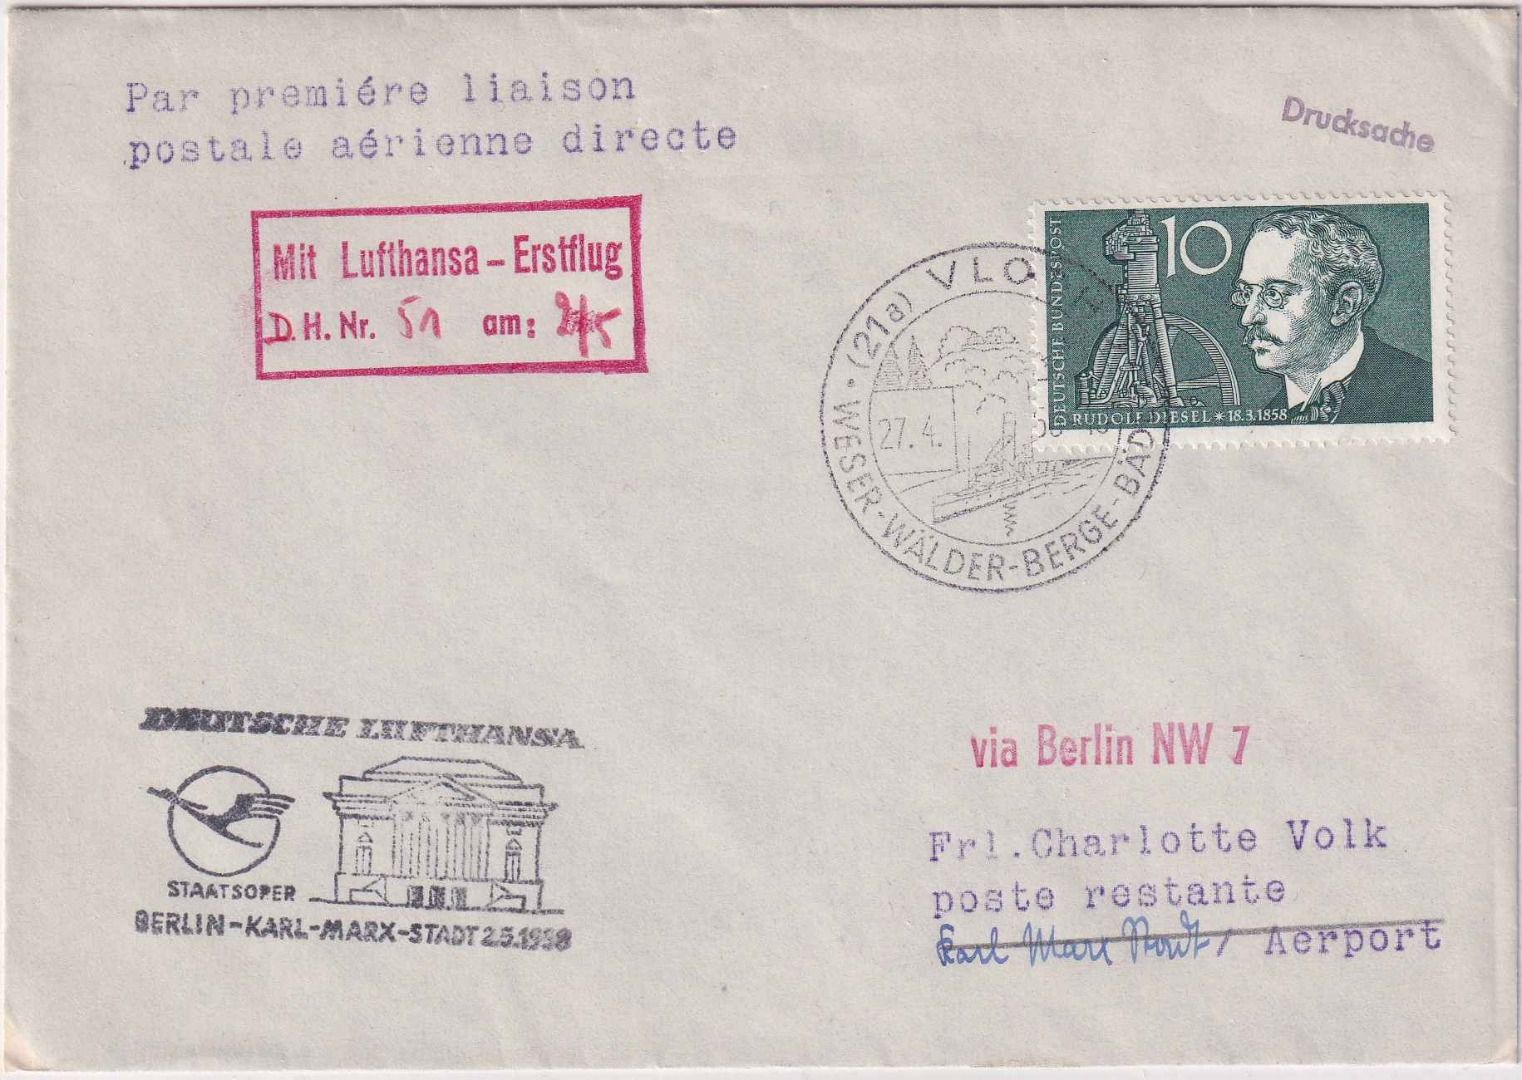 Par premiére liaison
postale aérienne directe
Drucksache
Mit Lufthansa - Erstflug
D.H. Nr. 51 am: 2/5
10
DEUTSCHE BUNDESPOST
RUDOLF DIESEL * 18.3.1858
(21a) VLO
27.4.
WESER-WÄLDER-BERGE-BÄD
DEUTSCHE LUFTHANSA
STAATSOPER
BERLIN-KARL-MARX-STADT 2.5.1958
via Berlin NW 7
Frl. Charlotte Volk
poste restante
Karl Marx Stadt / Aerport